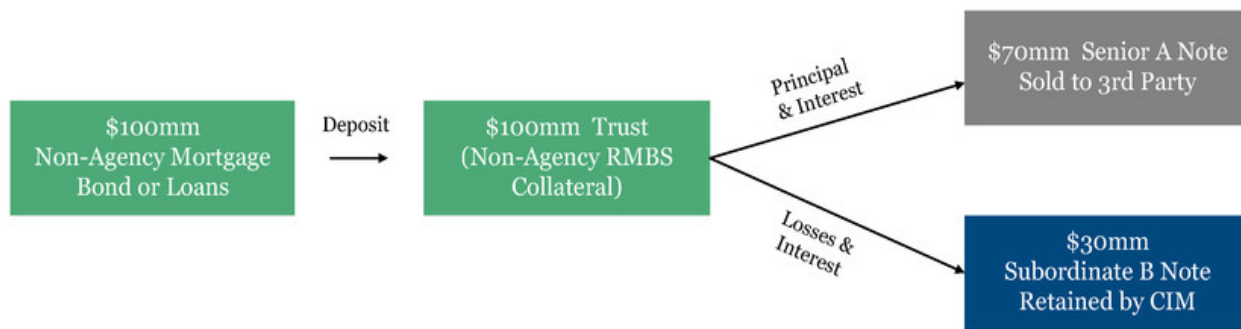 $100mm
Non-Agency Mortgage
Bond or Loans
Deposit
$100mm Trust
(Non-Agency RMBS
Collateral)
Principal
& Interest
$70mm Senior A Note
Sold to 3rd Party
Losses &
Interest
$30mm
Subordinate B Note
Retained by CIM